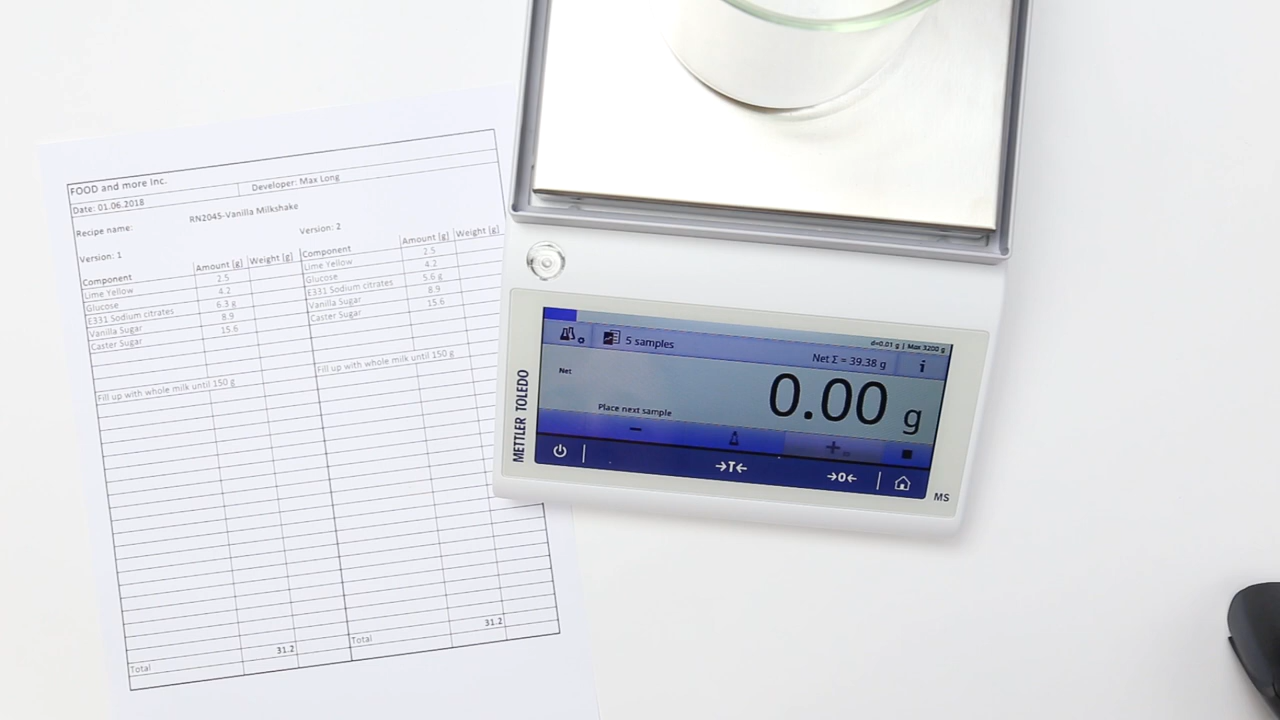 FOOD and more Inc.
Date: 01.06.2018
Developer: Max Long
Recipe name:
RN2045-Vanilla Milkshake
Version: 1
Version: 2
Component Amount [g] Weight [g]
Lime Yellow 2.5
Glucose 4.2
E331 Sodium citrates 6.3 g
Vanilla Sugar 8.9
Caster Sugar 15.6
Fill up with whole milk until 150 g
Total 31.2
Component Amount [g] Weight [g]
Lime Yellow 2.5
Glucose 4.2
E331 Sodium citrates 5.6 g
Vanilla Sugar 8.9
Caster Sugar 15.6
Fill up with whole milk until 150 g
Total 31.2
METTLER TOLEDO
d=0.01 g | Max 3200 g
5 samples
Net Σ = 39.38 g
i
Net
0.00 g
Place next sample
→T←
→0←
MS